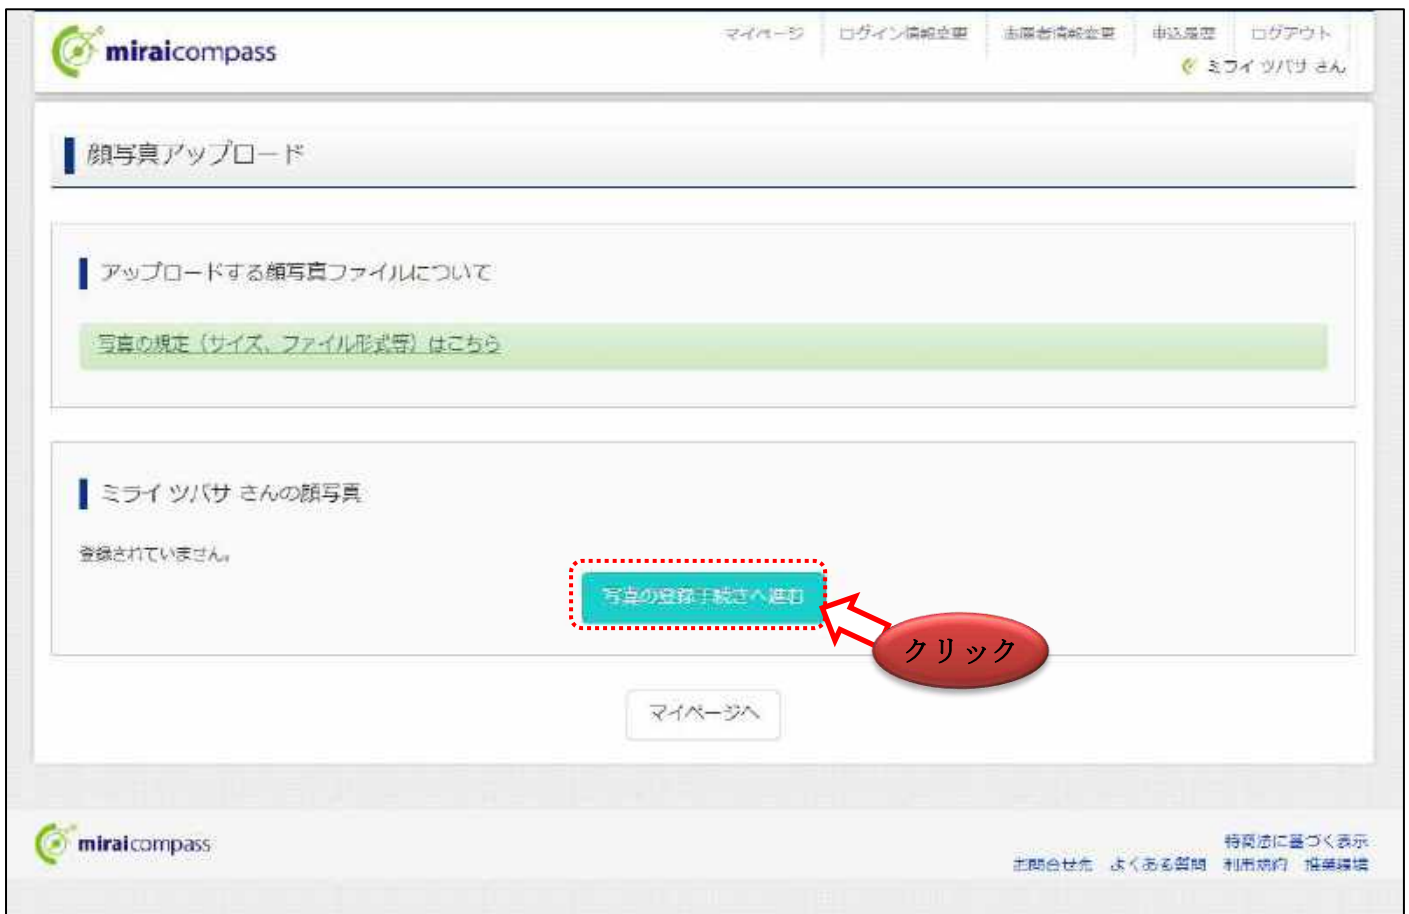 miraicompass
マイページ ログイン情報変更 志願者情報変更 申込履歴 ログアウト
ミライ ツバサ さん
顔写真アップロード
アップロードする顔写真ファイルについて
写真の規定（サイズ、ファイル形式等）はこちら
ミライ ツバサ さんの顔写真
登録されていません。
写真の登録手続きへ進む
クリック
マイページへ
miraicompass
特商法に基づく表示
お問合せ先 よくある質問 利用規約 推奨環境